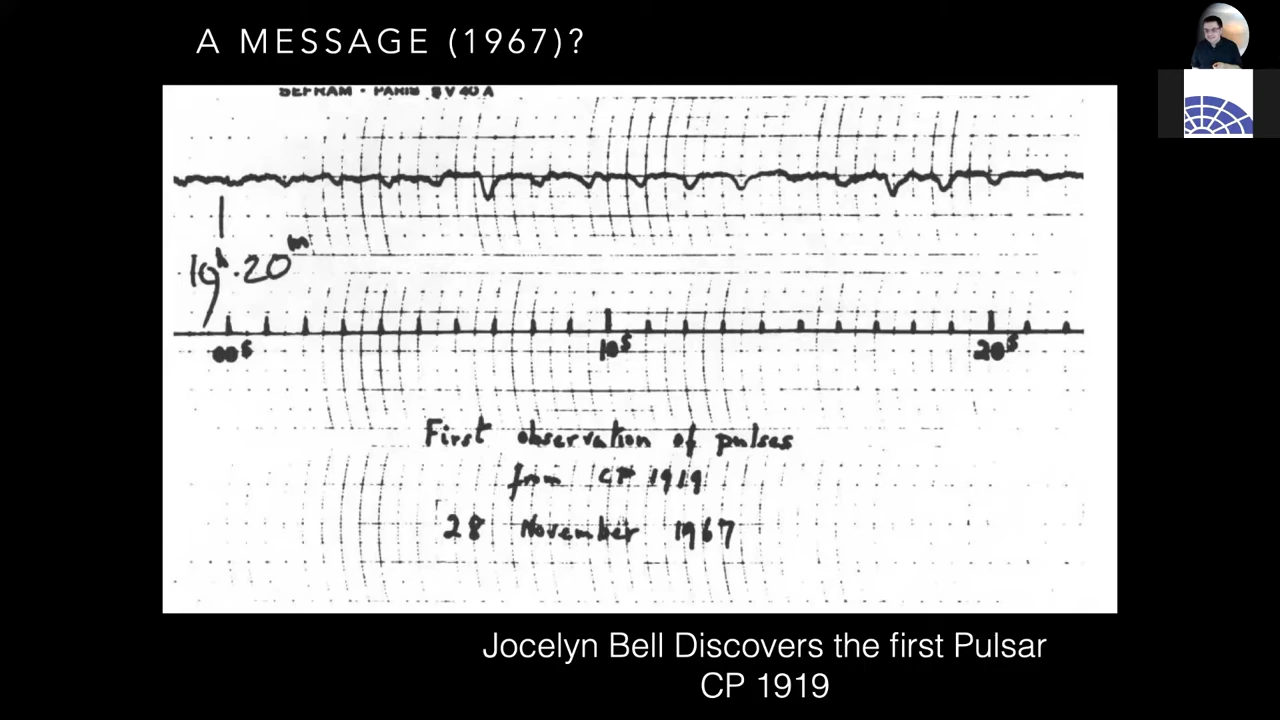 A MESSAGE (1967)?
SEFRAM - PARIS
19h.20m
00s 10s 20s
First observation of pulses
from CP 1919
28 November 1967
Jocelyn Bell Discovers the first Pulsar
CP 1919